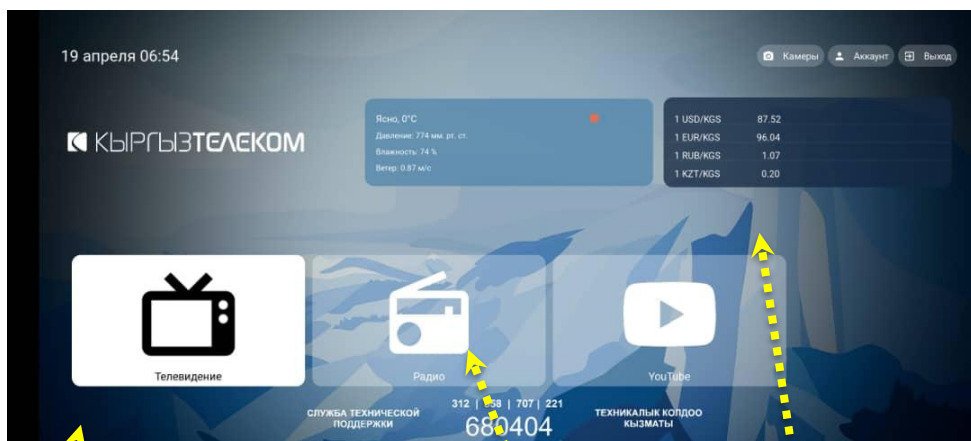 19 апреля 06:54
Камеры
Аккаунт
Выход
КЫРГЫЗТЕЛЕКОМ
Ясно, 0°C
Давление: 774 мм. рт. ст.
Влажность: 74 %
Ветер: 0.87 м/с
1 USD/KGS 87.52
1 EUR/KGS 96.04
1 RUB/KGS 1.07
1 KZT/KGS 0.20
Телевидение
Радио
YouTube
СЛУЖБА ТЕХНИЧЕСКОЙ
ПОДДЕРЖКИ
312 | | 707 | 221
680404
ТЕХНИКАЛЫК КОЛДОО
КЫЗМАТЫ